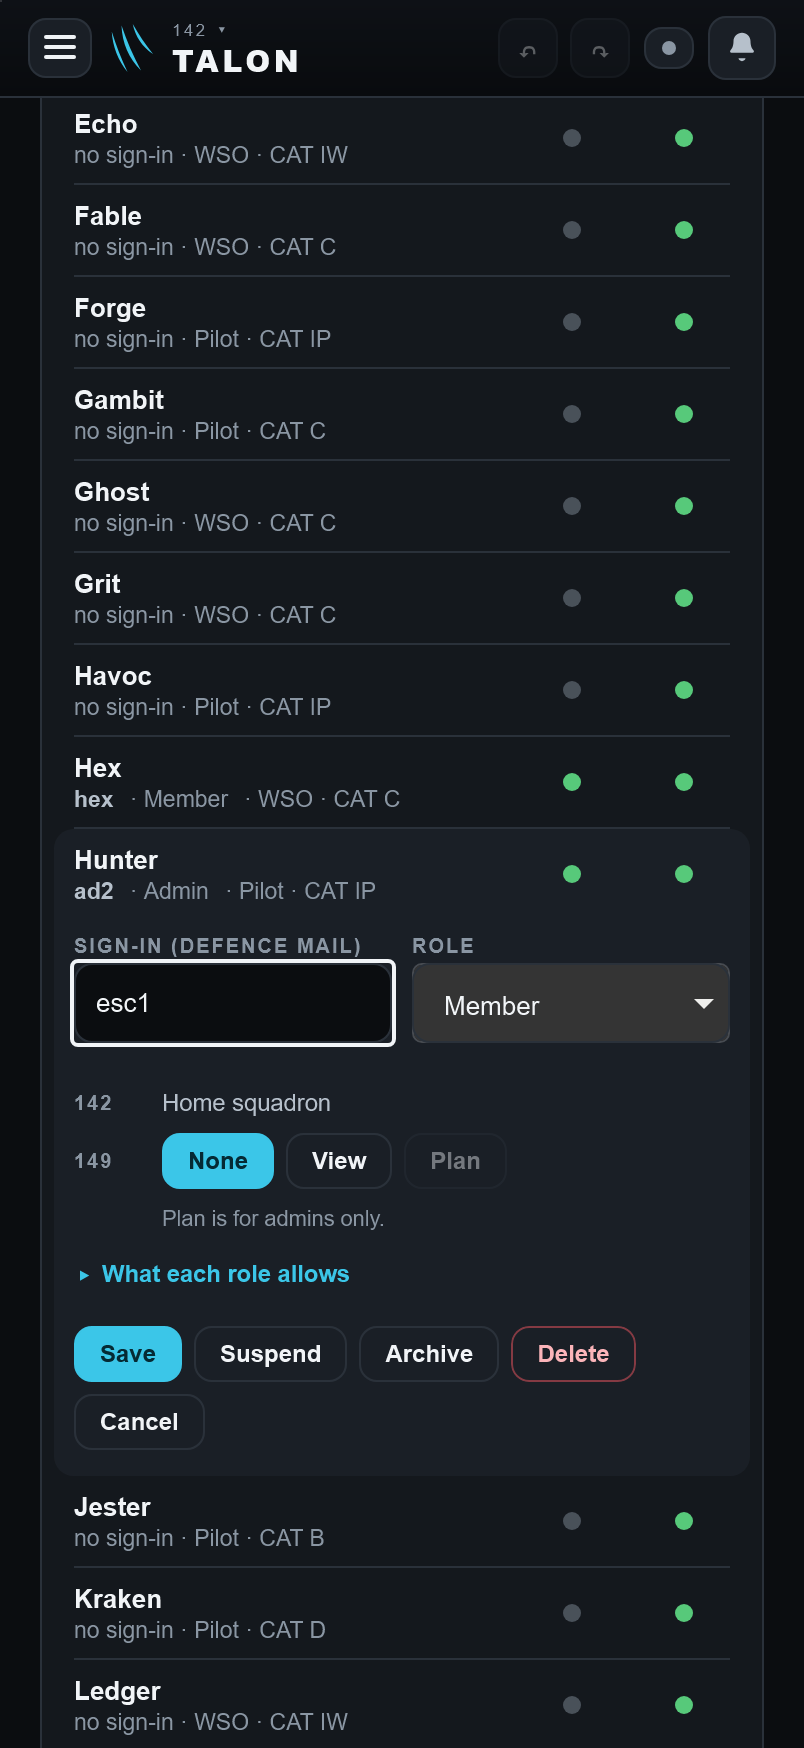 142 ▾
TALON
Echo
no sign-in · WSO · CAT IW
Fable
no sign-in · WSO · CAT C
Forge
no sign-in · Pilot · CAT IP
Gambit
no sign-in · Pilot · CAT C
Ghost
no sign-in · WSO · CAT C
Grit
no sign-in · WSO · CAT C
Havoc
no sign-in · Pilot · CAT IP
Hex
hex · Member · WSO · CAT C
Hunter
ad2 · Admin · Pilot · CAT IP
SIGN-IN (DEFENCE MAIL) ROLE
esc1 Member
142 Home squadron
149 None View Plan
Plan is for admins only.
▸ What each role allows
Save Suspend Archive Delete
Cancel
Jester
no sign-in · Pilot · CAT B
Kraken
no sign-in · Pilot · CAT D
Ledger
no sign-in · WSO · CAT IW